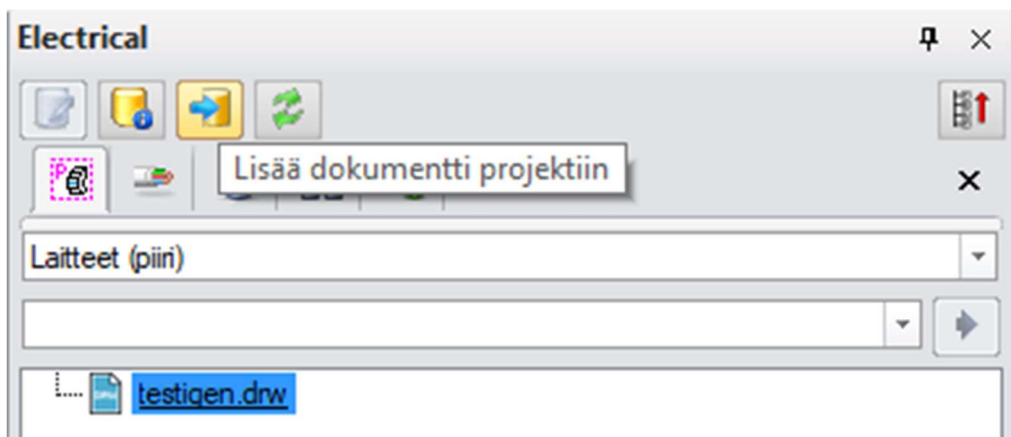 Electrical
Lisää dokumentti projektiin
Laitteet (piiri)
testigen.drw